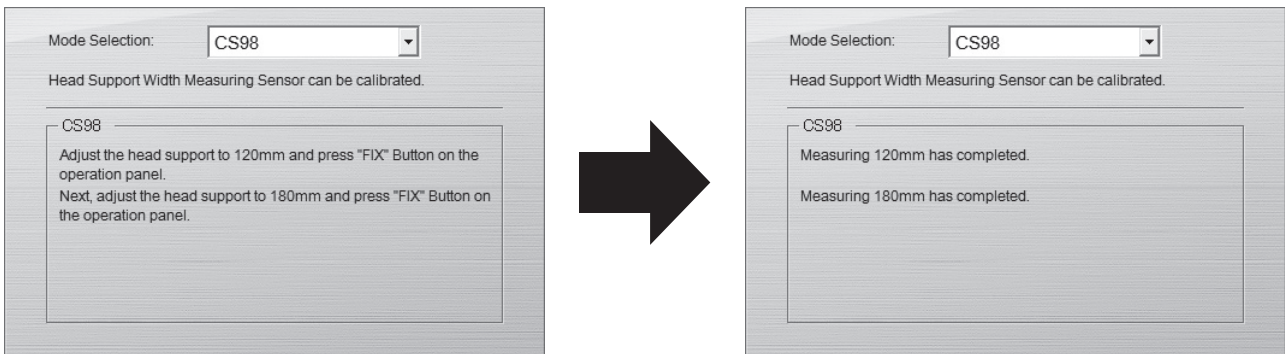 Mode Selection: CS98
Head Support Width Measuring Sensor can be calibrated.
CS98
Adjust the head support to 120mm and press "FIX" Button on the
operation panel.
Next, adjust the head support to 180mm and press "FIX" Button on
the operation panel.
Mode Selection: CS98
Head Support Width Measuring Sensor can be calibrated.
CS98
Measuring 120mm has completed.
Measuring 180mm has completed.